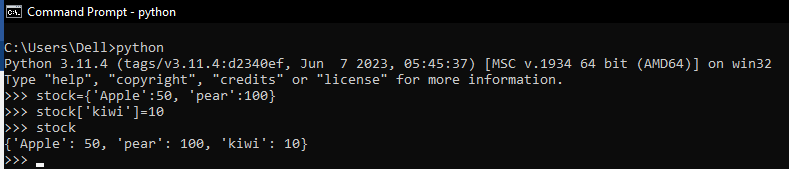 Command Prompt - python
C:\Users\Dell>python
Python 3.11.4 (tags/v3.11.4:d2340ef, Jun  7 2023, 05:45:37) [MSC v.1934 64 bit (AMD64)] on win32
Type "help", "copyright", "credits" or "license" for more information.
>>> stock={'Apple':50, 'pear':100}
>>> stock['kiwi']=10
>>> stock
{'Apple': 50, 'pear': 100, 'kiwi': 10}
>>>